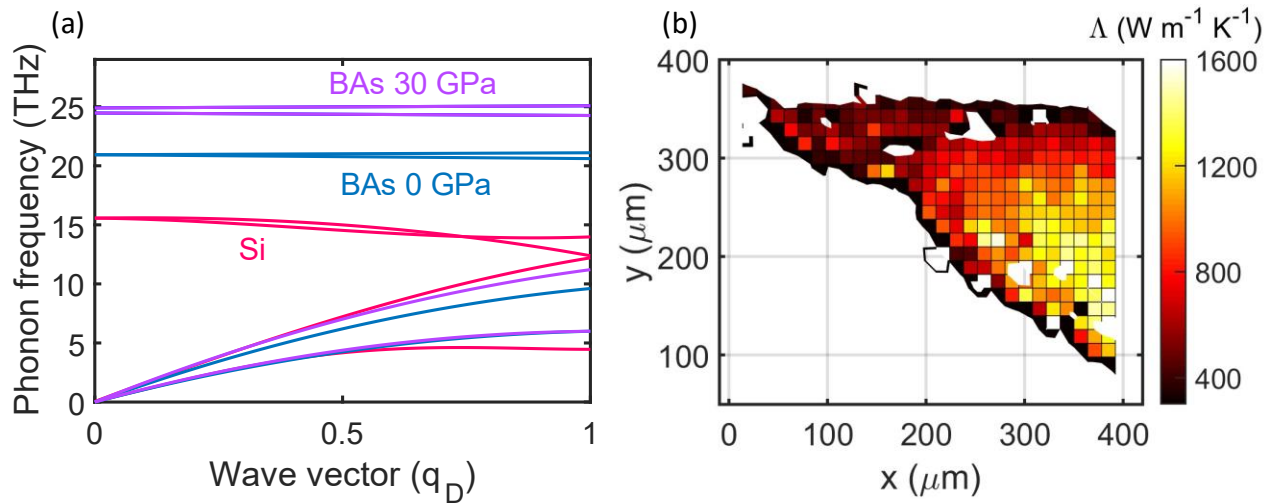 (a)
Phonon frequency (THz)
25
20
15
10
5
0
BAs 30 GPa
BAs 0 GPa
Si
0
0.5
1
Wave vector (q_D)
(b)
Λ (W m⁻¹ K⁻¹)
400
300
200
100
y (μm)
0
100
200
300
400
x (μm)
1600
1200
800
400